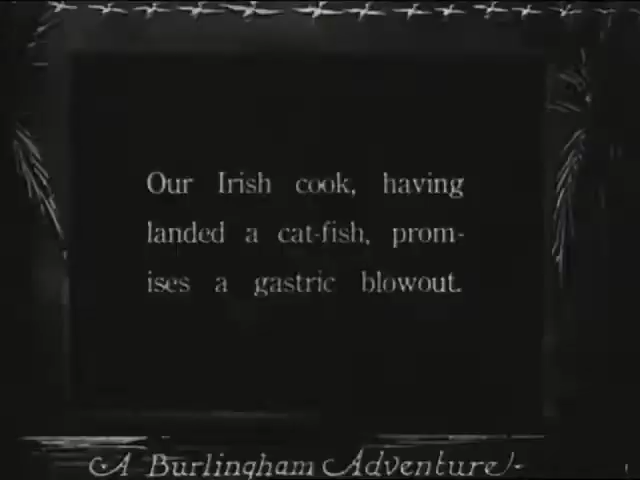 Our Irish cook, having
landed a cat-fish, prom-
ises a gastric blowout.
A Burlingham Adventure